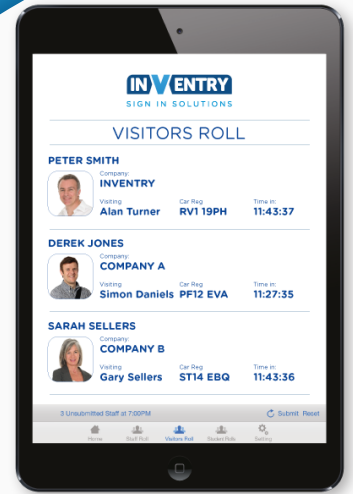 INVENTRY
SIGN IN SOLUTIONS
VISITORS ROLL
PETER SMITH
Company:
INVENTRY
Visiting Car Reg Time in:
Alan Turner RV1 19PH 11:43:37
DEREK JONES
Company:
COMPANY A
Visiting Car Reg Time in:
Simon Daniels PF12 EVA 11:27:35
SARAH SELLERS
Company:
COMPANY B
Visiting Car Reg Time in:
Gary Sellers ST14 EBQ 11:43:36
3 Unsubmitted Staff at 7:00PM Submit Reset
Home Staff Roll Visitors Roll Student Rolls Setting